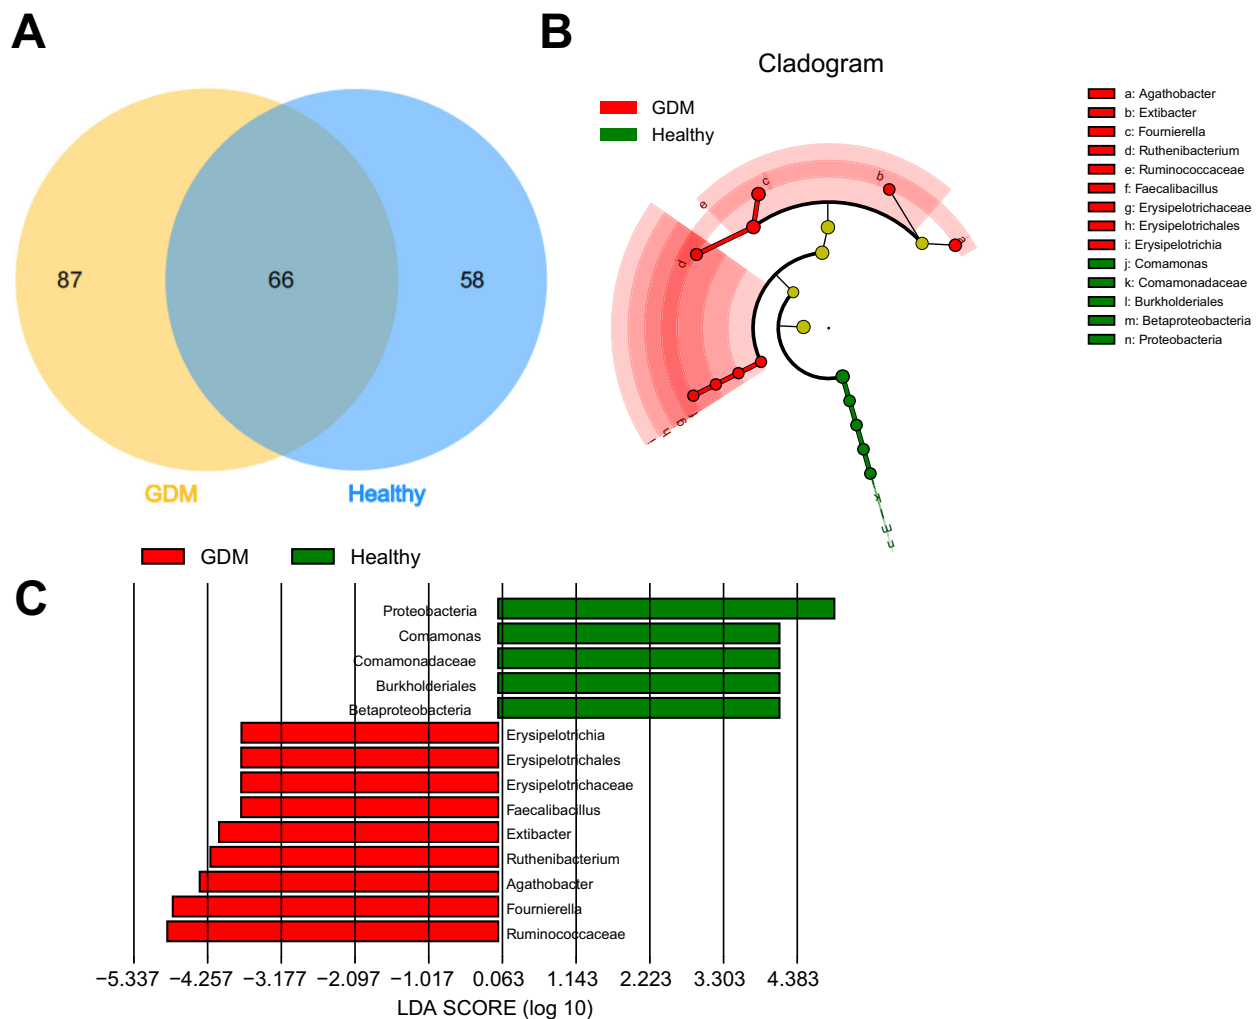 A
87
66
58
GDM
Healthy
B
Cladogram
GDM
Healthy
a
b
c
d
e
g
h
i
k
m
n
a: Agathobacter
b: Extibacter
c: Fournierella
d: Ruthenibacterium
e: Ruminococcaceae
f: Faecalibacillus
g: Erysipelotrichaceae
h: Erysipelotrichales
i: Erysipelotrichia
j: Comamonas
k: Comamonadaceae
l: Burkholderiales
m: Betaproteobacteria
n: Proteobacteria
C
GDM
Healthy
Proteobacteria
Comamonas
Comamonadaceae
Burkholderiales
Betaproteobacteria
Erysipelotrichia
Erysipelotrichales
Erysipelotrichaceae
Faecalibacillus
Extibacter
Ruthenibacterium
Agathobacter
Fournierella
Ruminococcaceae
−5.337 −4.257 −3.177 −2.097 −1.017 0.063 1.143 2.223 3.303 4.383
LDA SCORE (log 10)